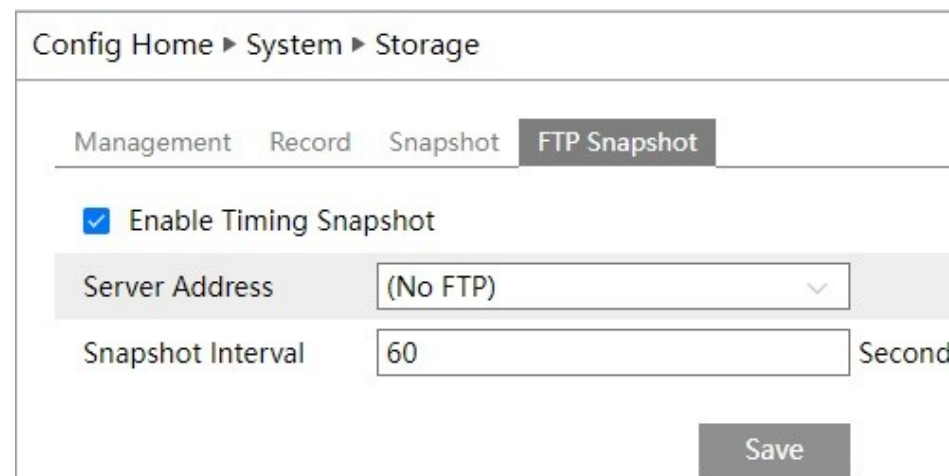 Config Home ▸ System ▸ Storage
Management Record Snapshot FTP Snapshot
Enable Timing Snapshot
Server Address (No FTP)
Snapshot Interval 60 Second
Save